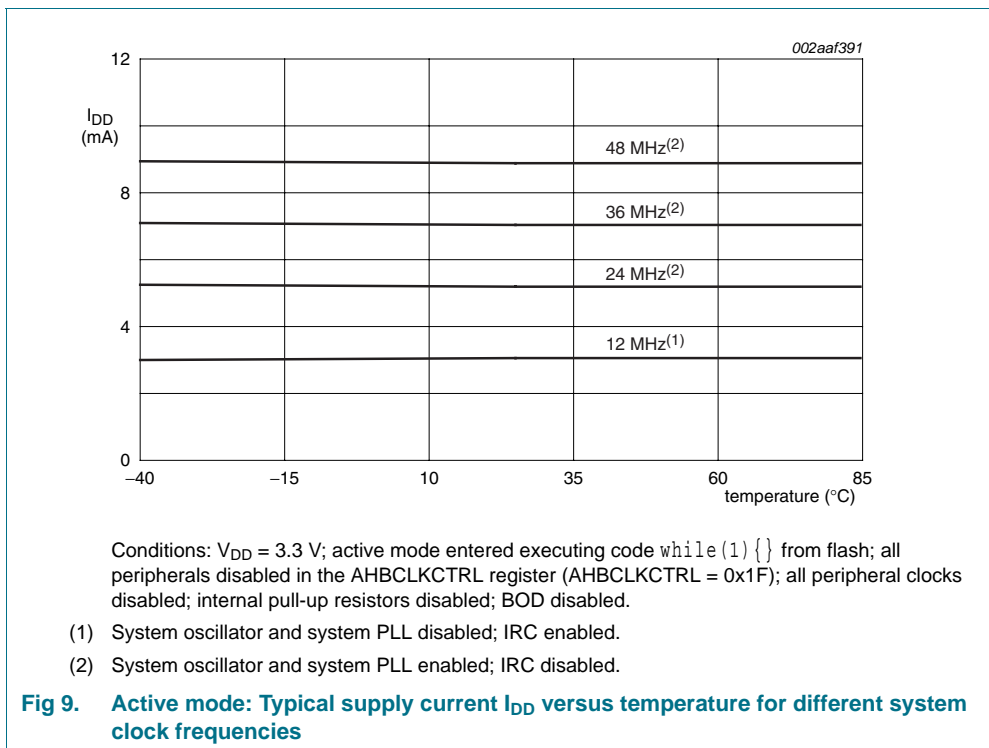 002aaf391
12
I_DD
(mA)
48 MHz(2)
8
36 MHz(2)
24 MHz(2)
4
12 MHz(1)
0
−40 −15 10 35 60 85
temperature (°C)
Conditions: V_DD = 3.3 V; active mode entered executing code while(1){} from flash; all
peripherals disabled in the AHBCLKCTRL register (AHBCLKCTRL = 0x1F); all peripheral clocks
disabled; internal pull-up resistors disabled; BOD disabled.
(1) System oscillator and system PLL disabled; IRC enabled.
(2) System oscillator and system PLL enabled; IRC disabled.
Fig 9. Active mode: Typical supply current I_DD versus temperature for different system
clock frequencies